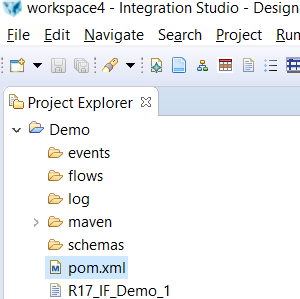 workspace4 - Integration Studio - Design
File Edit Navigate Search Project Run
Project Explorer
Demo
events
flows
log
maven
schemas
pom.xml
R17_IF_Demo_1